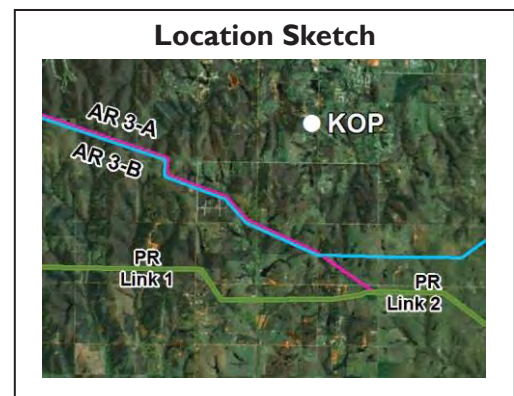 Location Sketch
KOP
AR 3-A
AR 3-B
PR
Link 1
PR
Link 2